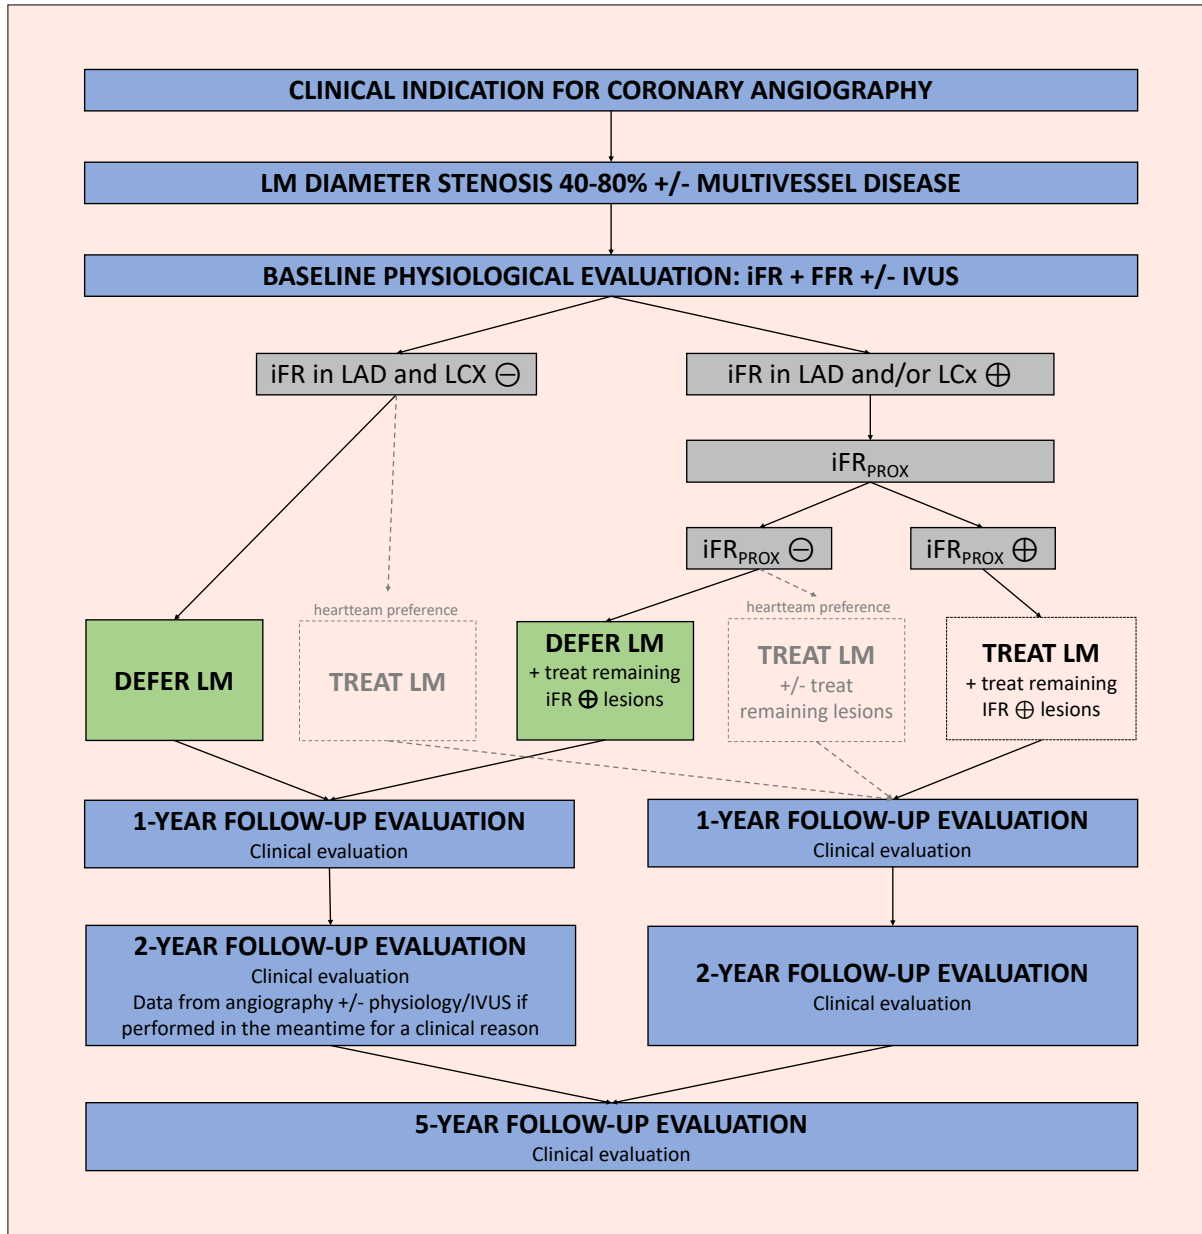 CLINICAL INDICATION FOR CORONARY ANGIOGRAPHY
LM DIAMETER STENOSIS 40-80% +/- MULTIVESSEL DISEASE
BASELINE PHYSIOLOGICAL EVALUATION: iFR + FFR +/- IVUS
iFR in LAD and LCX ⊖
iFR in LAD and/or LCx ⊕
iFR_PROX
iFR_PROX ⊖
iFR_PROX ⊕
heartteam preference
heartteam preference
DEFER LM
TREAT LM
DEFER LM
+ treat remaining
iFR ⊕ lesions
TREAT LM
+/- treat
remaining lesions
TREAT LM
+ treat remaining
IFR ⊕ lesions
1-YEAR FOLLOW-UP EVALUATION
Clinical evaluation
1-YEAR FOLLOW-UP EVALUATION
Clinical evaluation
2-YEAR FOLLOW-UP EVALUATION
Clinical evaluation
Data from angiography +/- physiology/IVUS if
performed in the meantime for a clinical reason
2-YEAR FOLLOW-UP EVALUATION
Clinical evaluation
5-YEAR FOLLOW-UP EVALUATION
Clinical evaluation